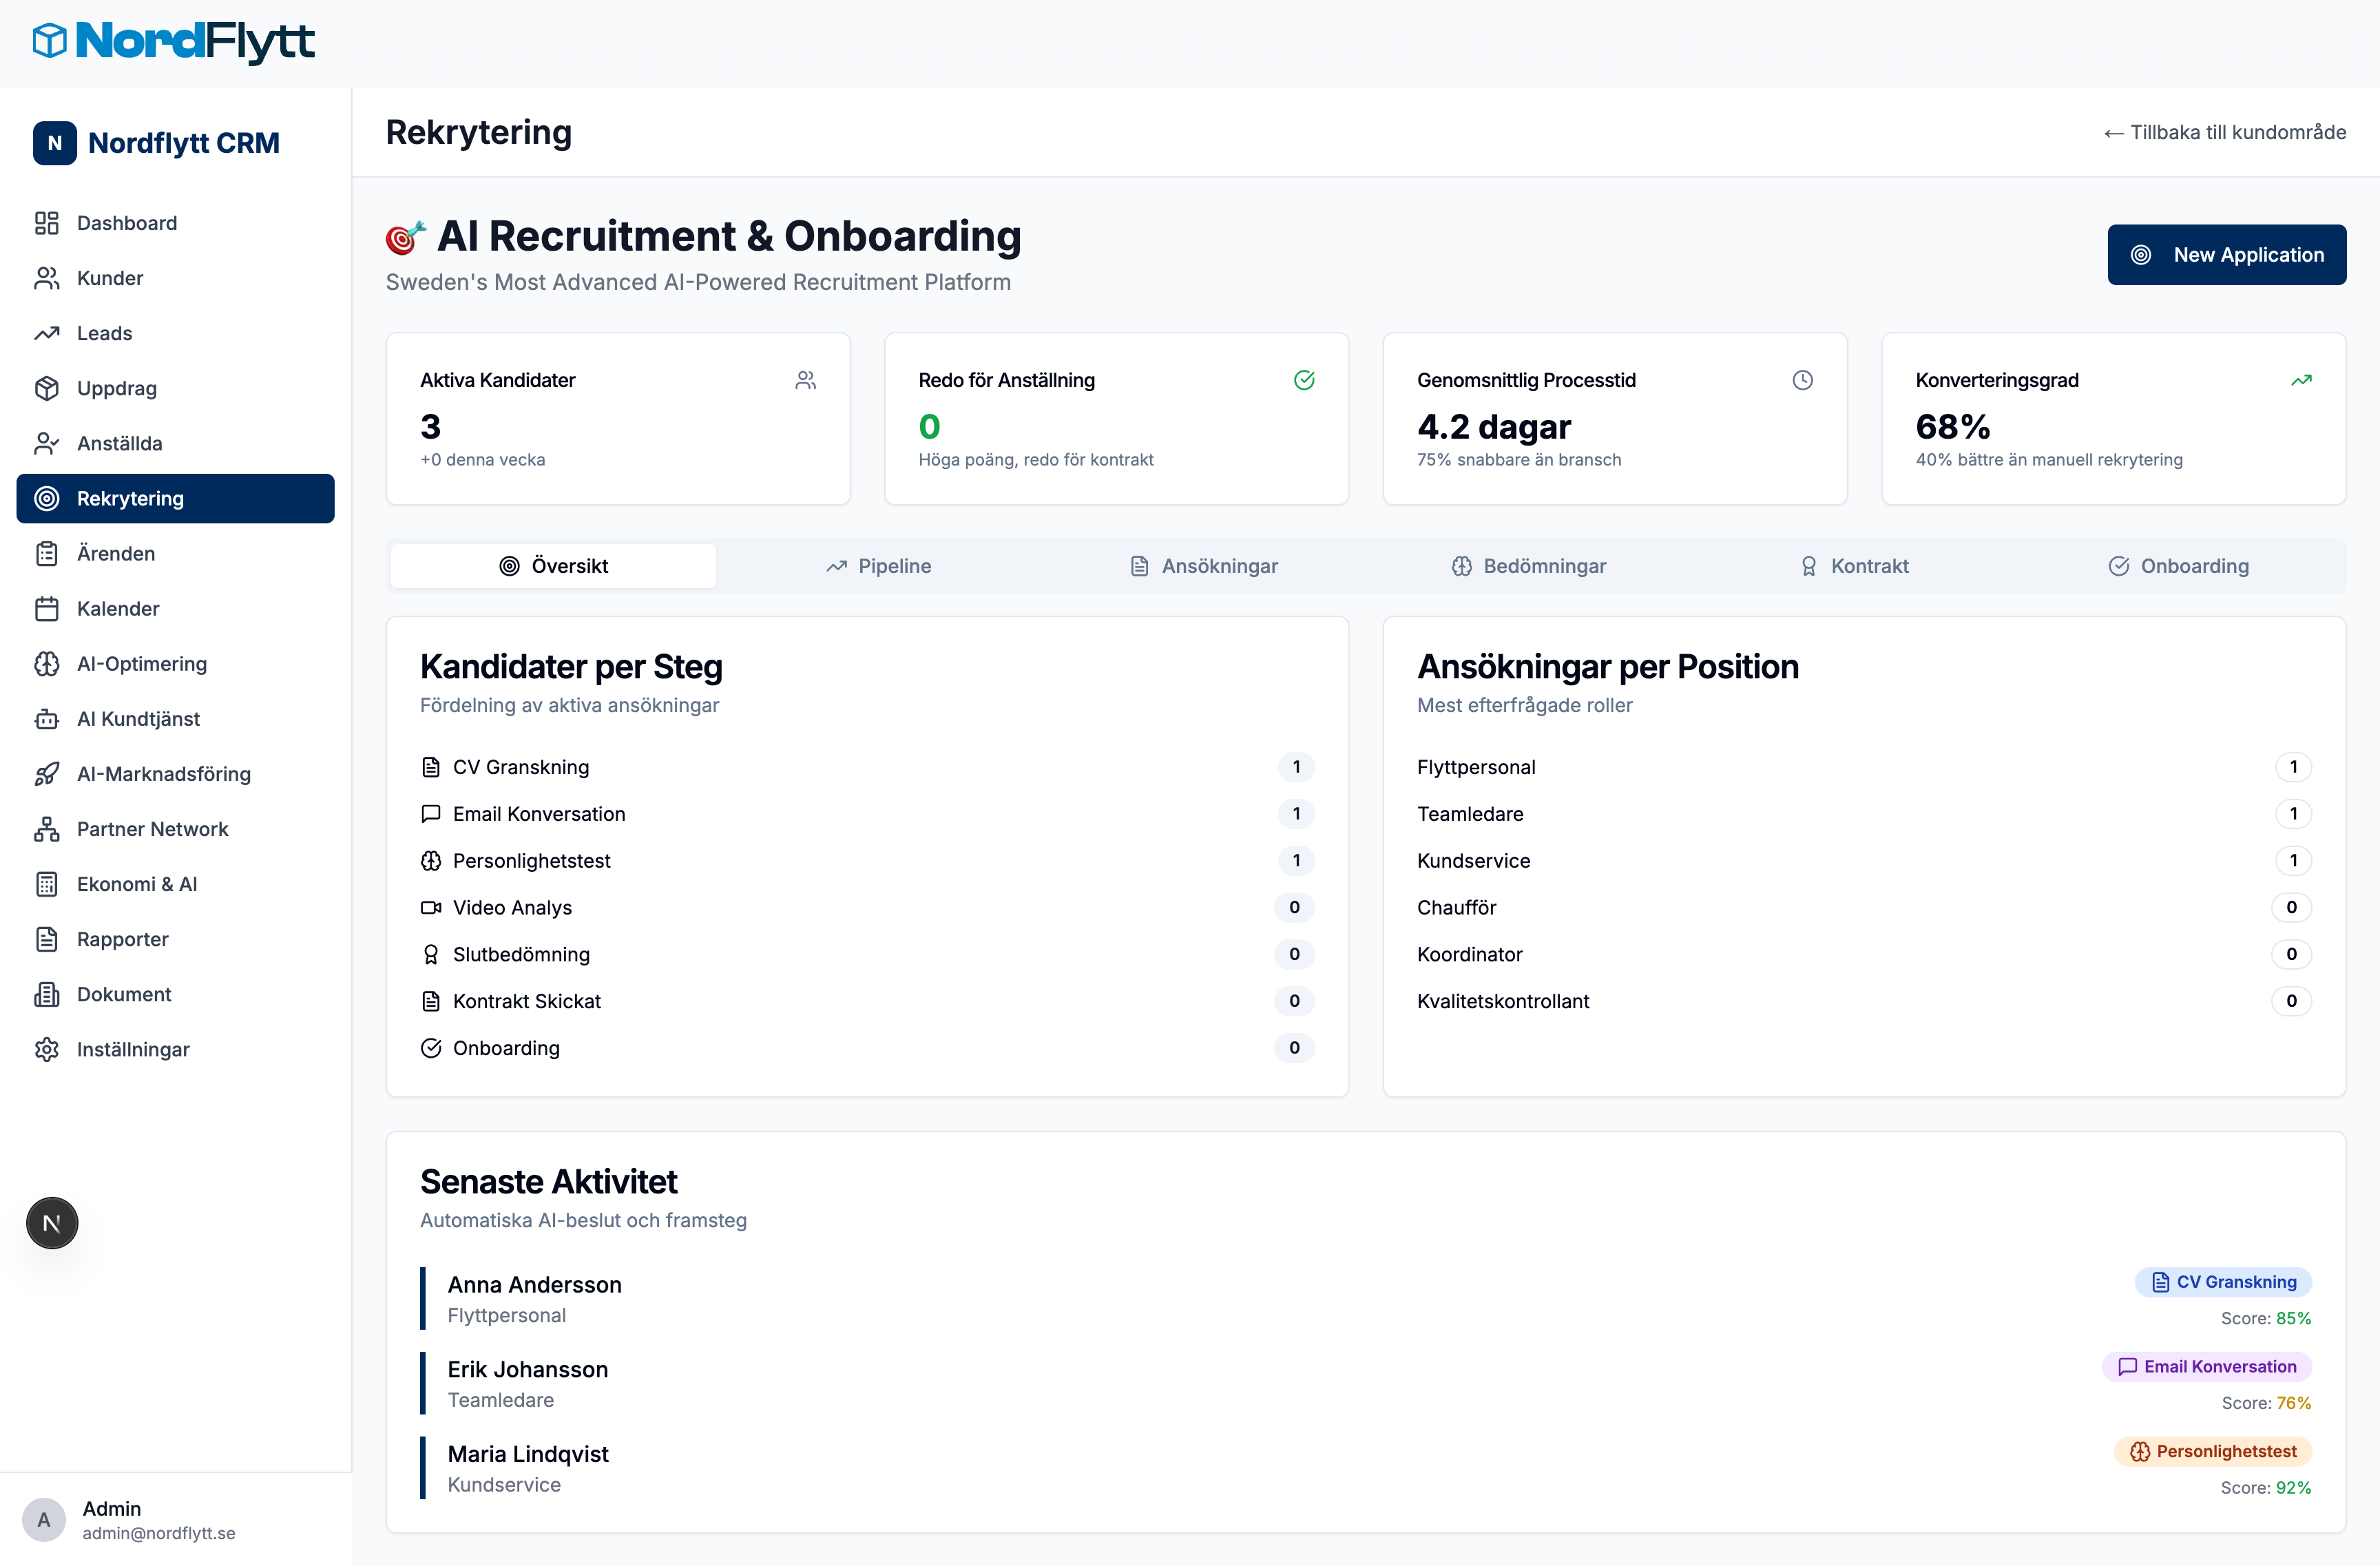 NordFlytt
N Nordflytt CRM
Dashboard
Kunder
Leads
Uppdrag
Anställda
Rekrytering
Ärenden
Kalender
AI-Optimering
AI Kundtjänst
AI-Marknadsföring
Partner Network
Ekonomi & AI
Rapporter
Dokument
Inställningar
N
A
Admin
admin@nordflytt.se
Rekrytering
← Tillbaka till kundområde
AI Recruitment & Onboarding
Sweden's Most Advanced AI-Powered Recruitment Platform
New Application
Aktiva Kandidater
3
+0 denna vecka
Redo för Anställning
0
Höga poäng, redo för kontrakt
Genomsnittlig Processtid
4.2 dagar
75% snabbare än bransch
Konverteringsgrad
68%
40% bättre än manuell rekrytering
Översikt
Pipeline
Ansökningar
Bedömningar
Kontrakt
Onboarding
Kandidater per Steg
Fördelning av aktiva ansökningar
CV Granskning 1
Email Konversation 1
Personlighetstest 1
Video Analys 0
Slutbedömning 0
Kontrakt Skickat 0
Onboarding 0
Ansökningar per Position
Mest efterfrågade roller
Flyttpersonal 1
Teamledare 1
Kundservice 1
Chaufför 0
Koordinator 0
Kvalitetskontrollant 0
Senaste Aktivitet
Automatiska AI-beslut och framsteg
Anna Andersson
Flyttpersonal
CV Granskning
Score: 85%
Erik Johansson
Teamledare
Email Konversation
Score: 76%
Maria Lindqvist
Kundservice
Personlighetstest
Score: 92%